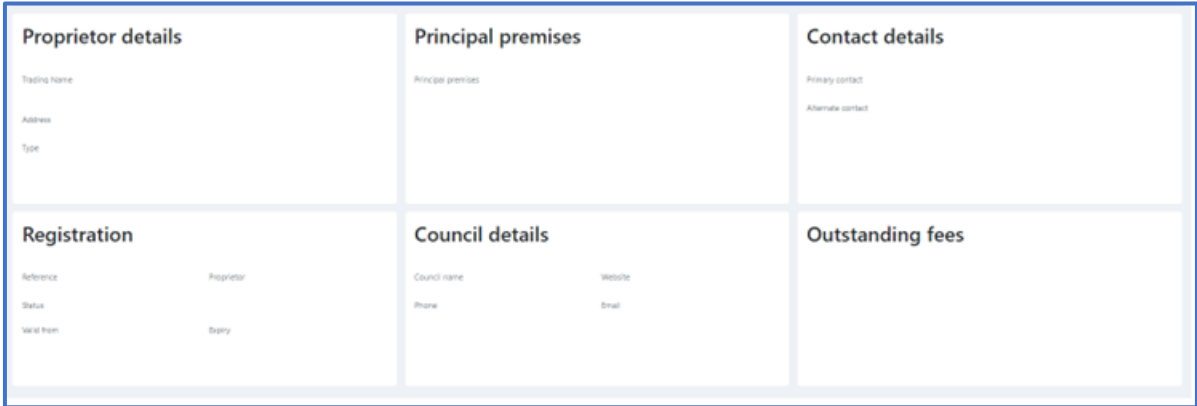 Proprietor details
Trading Name
Address
Type
Principal premises
Principal premises
Contact details
Primary contact
Alternate contact
Registration
Reference Proprietor
Status
Valid from Expiry
Council details
Council name Website
Phone Email
Outstanding fees